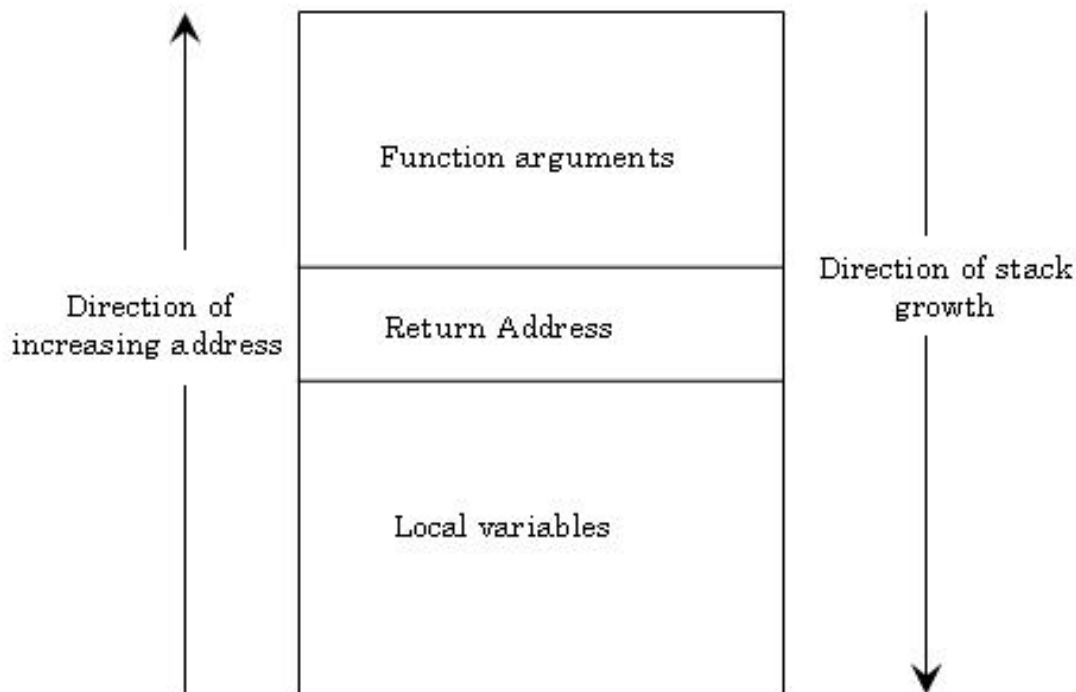 Function arguments
Direction of
increasing address
Return Address
Direction of stack
growth
Local variables